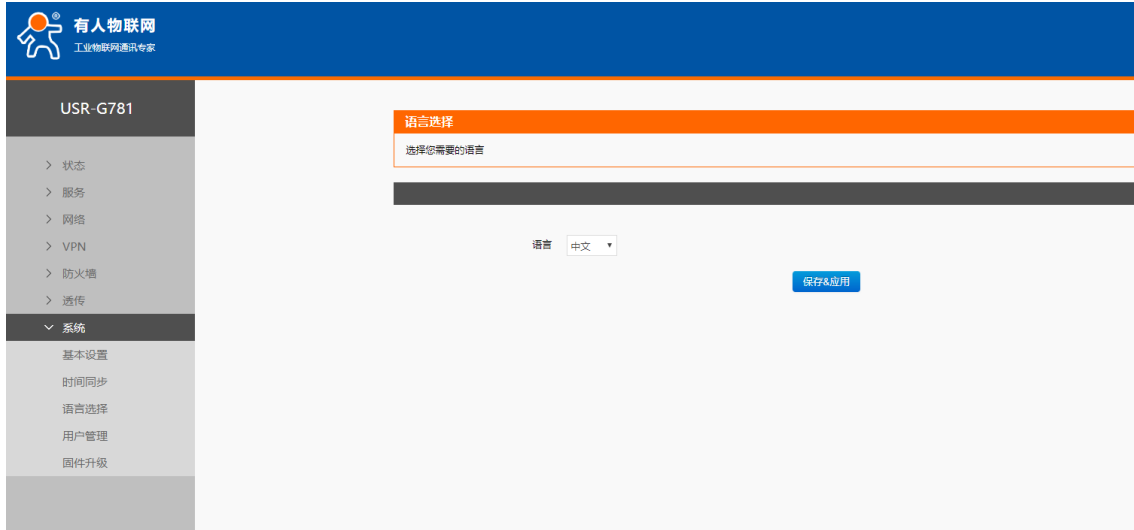 有人物联网
工业物联网通讯专家
USR-G781
状态
服务
网络
VPN
防火墙
透传
系统
基本设置
时间同步
语言选择
用户管理
固件升级
语言选择
选择您需要的语言
语言 中文
保存&应用